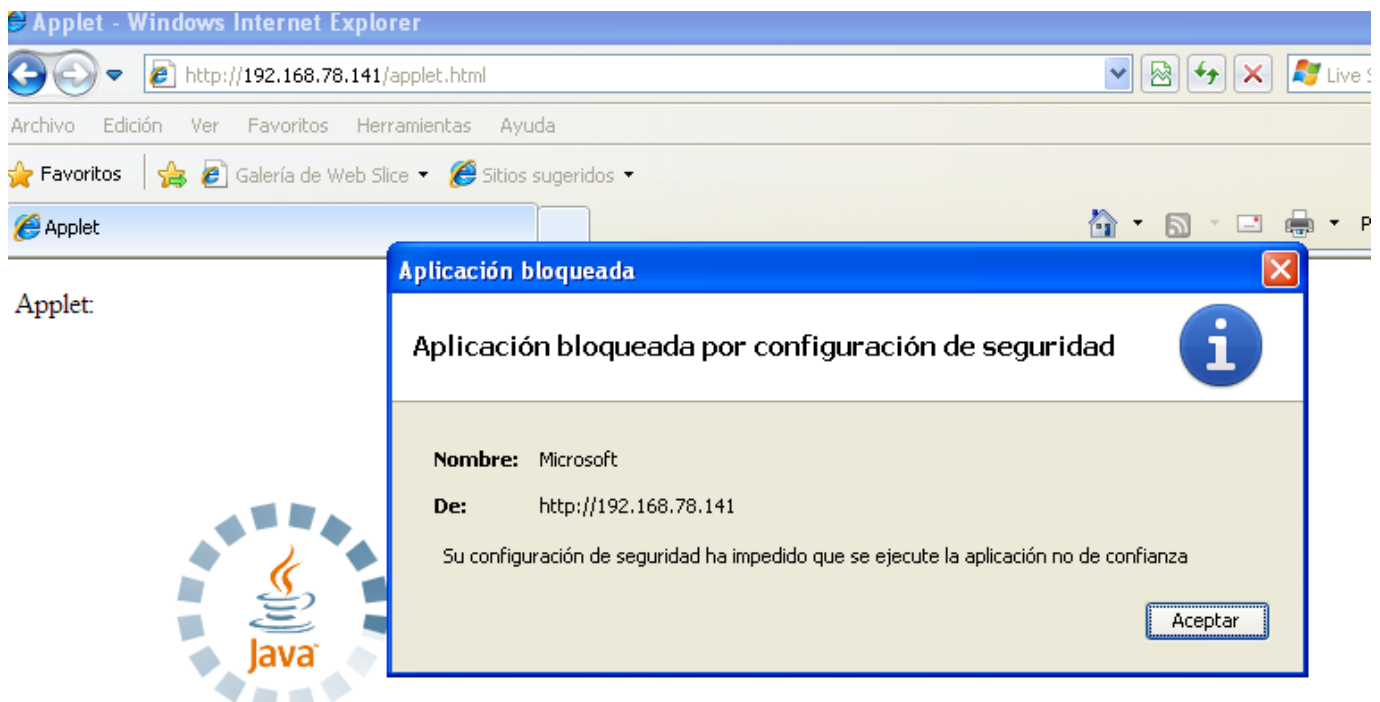 Applet - Windows Internet Explorer
http://192.168.78.141/applet.html
Live
Archivo Edición Ver Favoritos Herramientas Ayuda
Favoritos Galería de Web Slice Sitios sugeridos
Applet
P
Aplicación bloqueada
Applet:
Aplicación bloqueada por configuración de seguridad
Nombre: Microsoft
De: http://192.168.78.141
Su configuración de seguridad ha impedido que se ejecute la aplicación no de confianza
Aceptar
Java